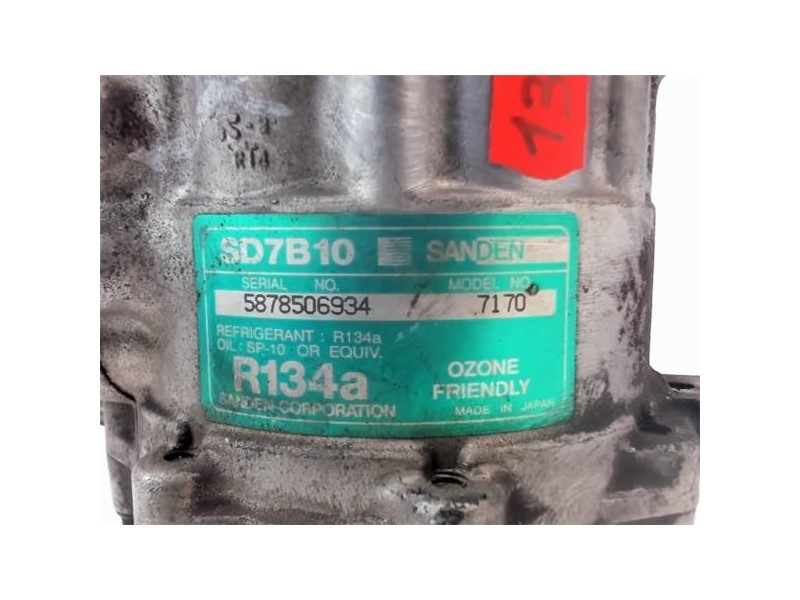 13
SD7B10 SANDEN
SERIAL NO. MODEL NO.
5878506934 7170
REFRIGERANT : R134a
OIL : SP-10 OR EQUIV.
R134a
OZONE
FRIENDLY
SANDEN CORPORATION
MADE IN JAPAN